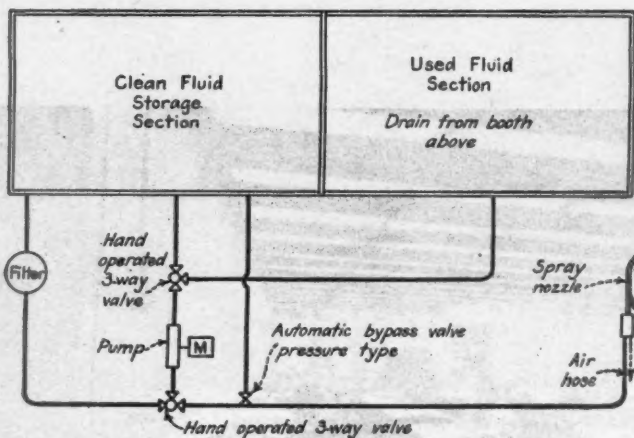 Clean Fluid
Storage
Section
Used Fluid
Section
Drain from booth
above
Filter
Hand
operated
3-way
valve
Pump
M
Automatic bypass valve
pressure type
Spray
nozzle
Air
hose
Hand operated 3-way valve